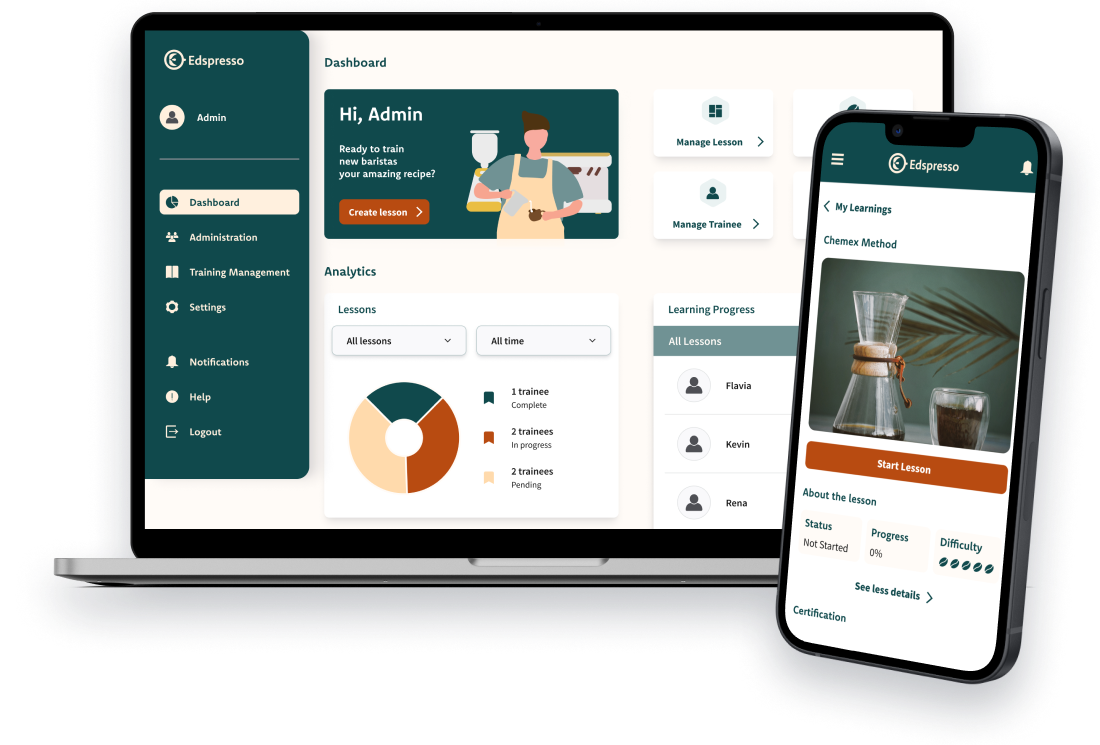 Edspresso
Admin
Dashboard
Administration
Training Management
Settings
Notifications
Help
Logout
Dashboard
Hi, Admin
Ready to train
new baristas
your amazing recipe?
Create lesson
Manage Lesson
Manage Trainee
Analytics
Lessons
All lessons
All time
1 trainee
Complete
2 trainees
In progress
2 trainees
Pending
Learning Progress
All Lessons
Flavia
Kevin
Rena
Edspresso
My Learnings
Chemex Method
Start Lesson
About the lesson
Status
Not Started
Progress
0%
Difficulty
See less details
Certification